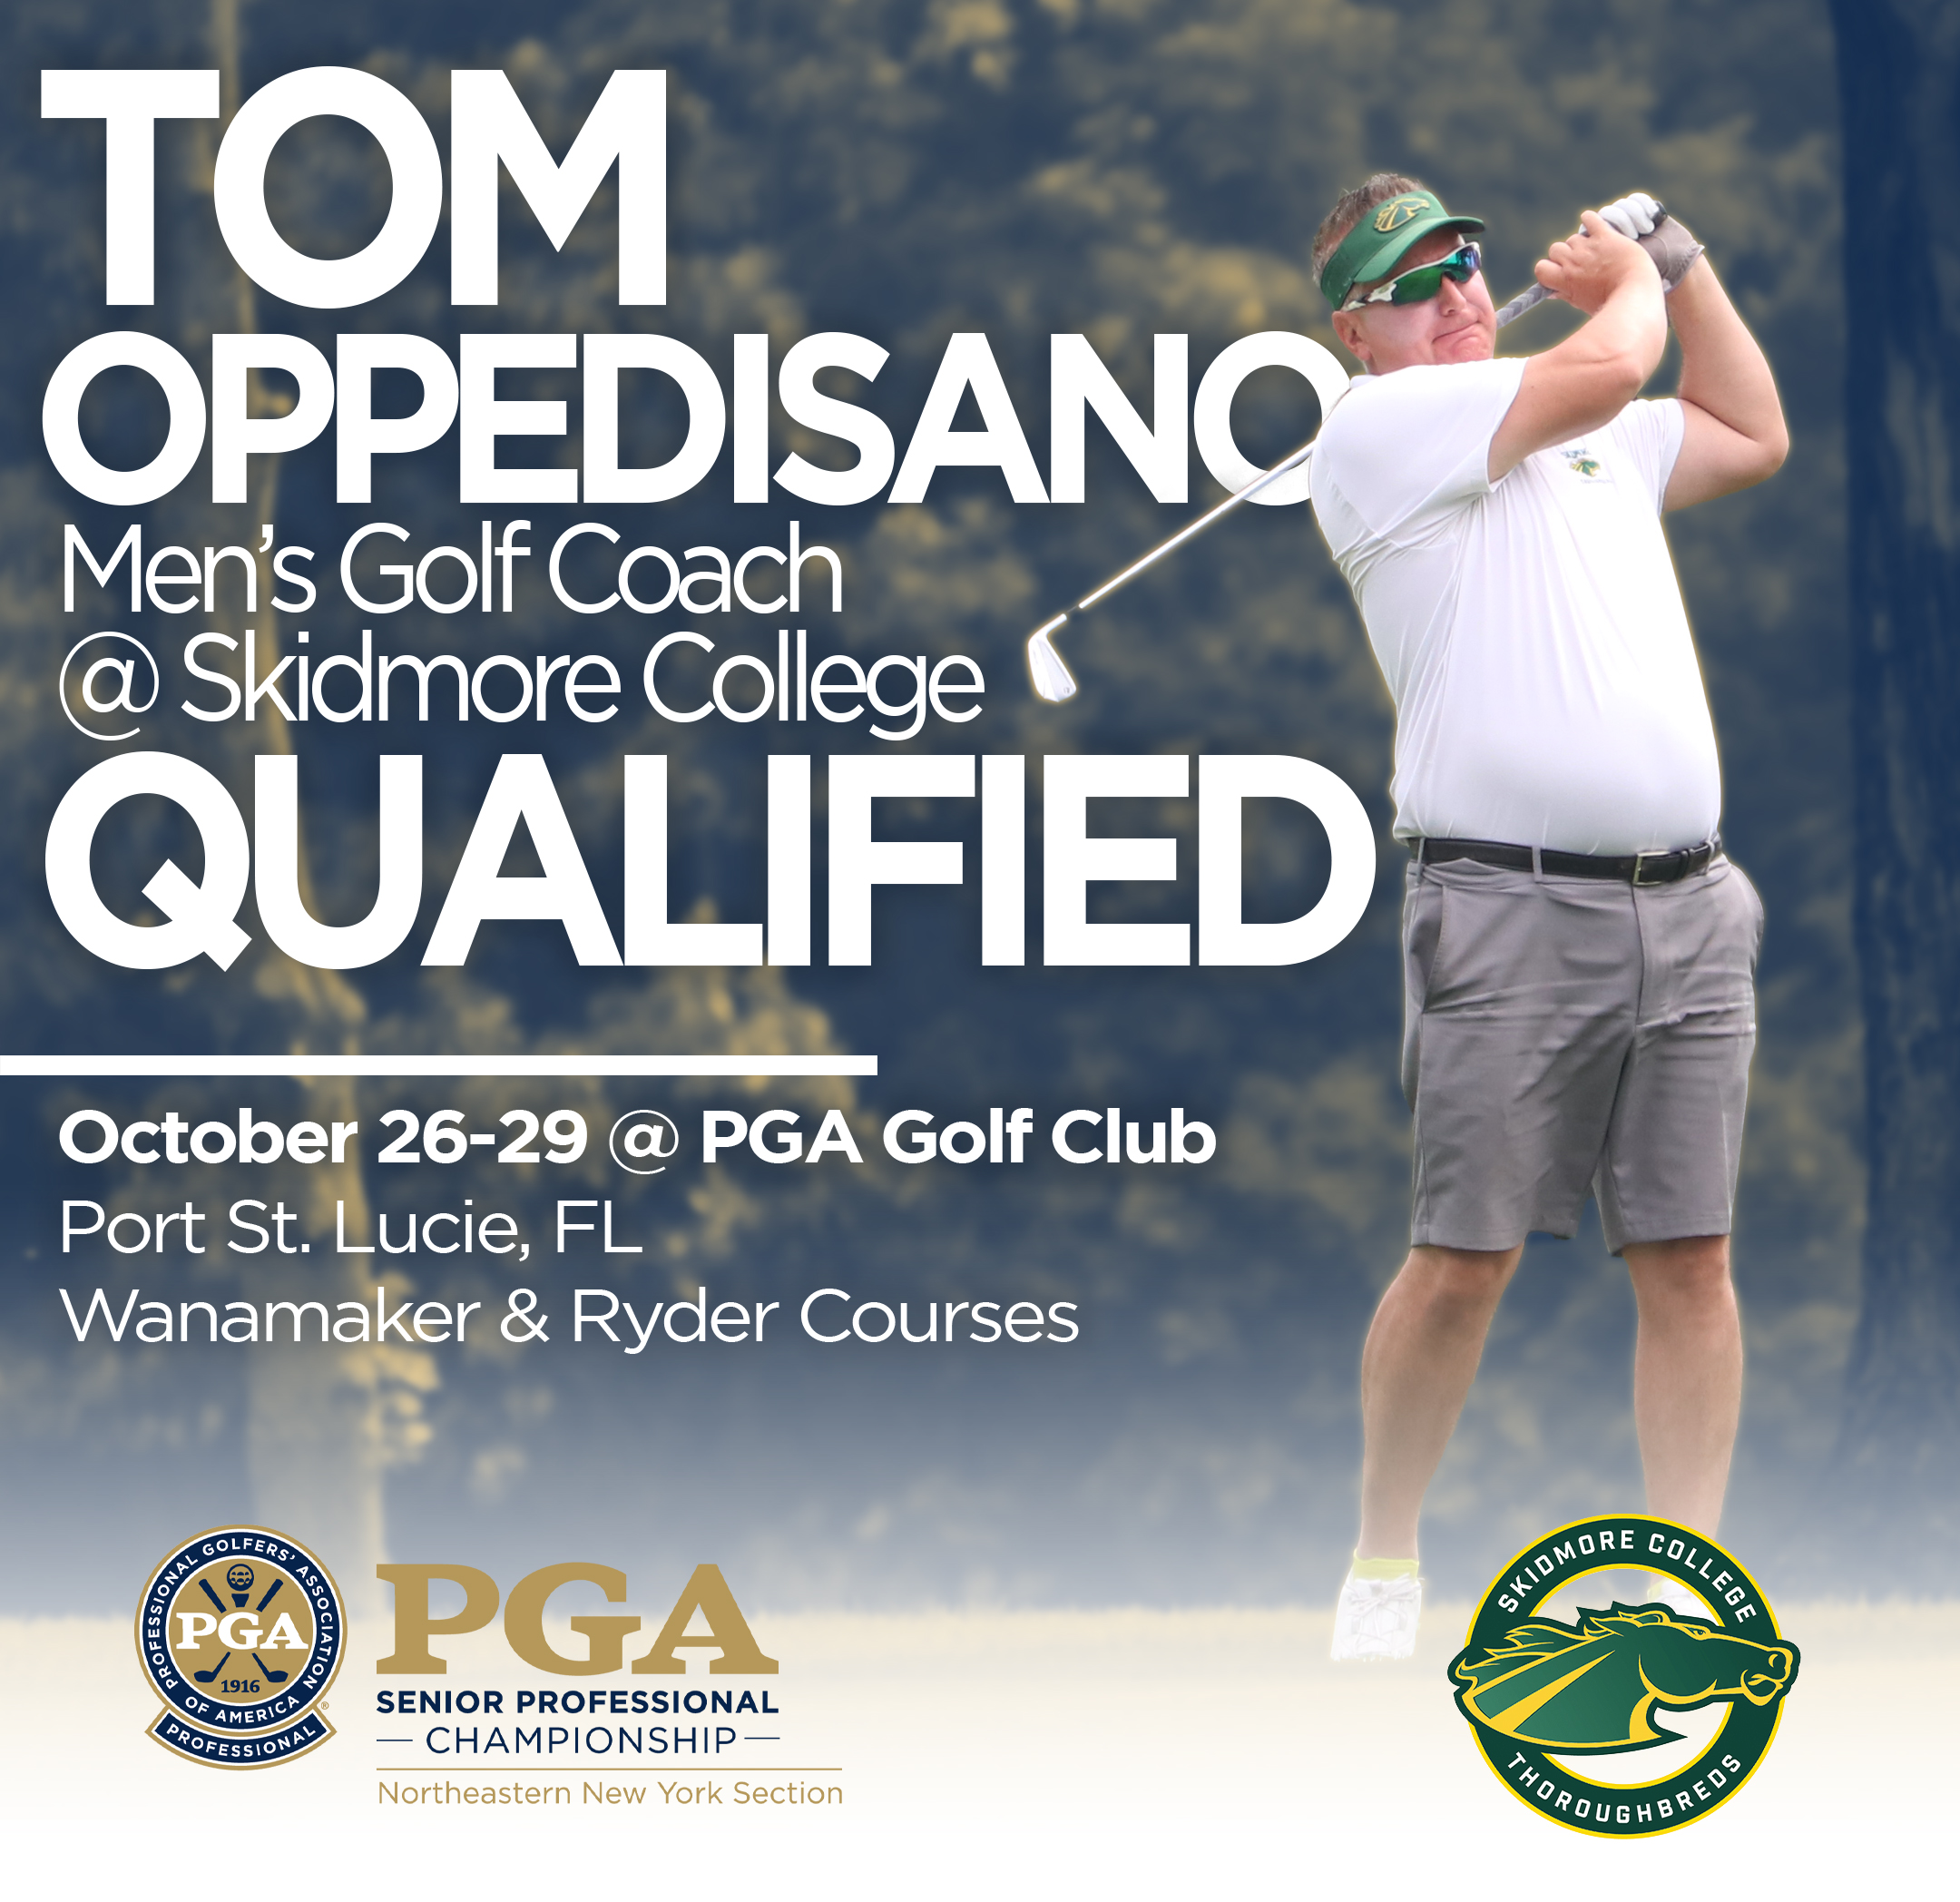 TOM
OPPEDISANO
Men’s Golf Coach
@ Skidmore College
QUALIFIED
October 26-29 @ PGA Golf Club
Port St. Lucie, FL
Wanamaker & Ryder Courses
PROFESSIONAL GOLFERS' ASSOCIATION
PGA
1916
OF AMERICA
PROFESSIONAL
®
PGA
SENIOR PROFESSIONAL
— CHAMPIONSHIP —
Northeastern New York Section
SKIDMORE COLLEGE
THOROUGHBREDS